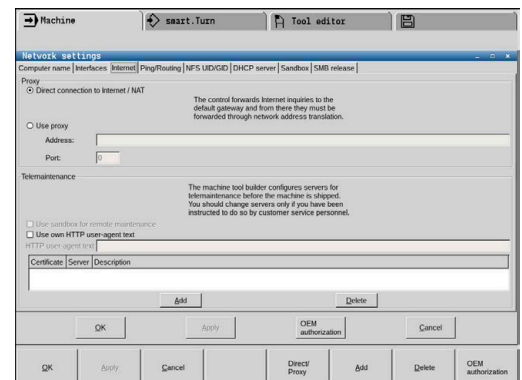 Machine
smart.Turn
Tool editor
Network settings
Computer name Interfaces Internet Ping/Routing NFS UID/GID DHCP server Sandbox SMB release
Proxy
Direct connection to Internet / NAT
The control forwards Internet inquiries to the
default gateway and from there they must be
forwarded through network address translation.
Use proxy
Address:
Port:
0
Telemaintenance
The machine tool builder configures servers for
telemaintenance before the machine is shipped.
You should change servers only if you have been
instructed to do so by customer service personnel.
Use sandbox for remote maintenance
Use own HTTP user-agent text
HTTP user agent text
Certificate Server Description
Add
Delete
OK
Apply
OEM
authorization
Cancel
OK
Apply
Cancel
Direct/
Proxy
Add
Delete
OEM
authorization